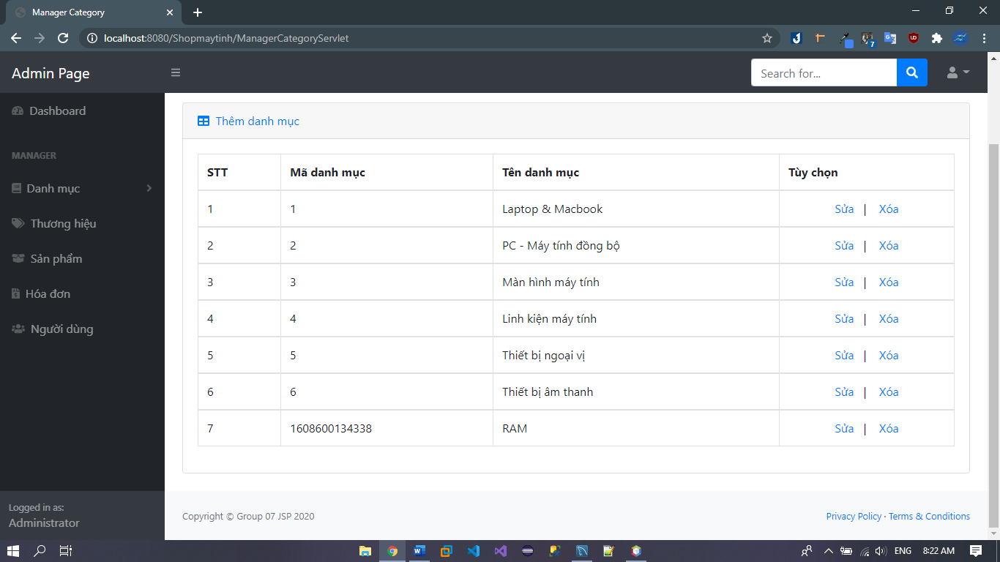 Manager Category
localhost:8080/Shopmaytinh/ManagerCategoryServlet
7
Admin Page
Search for...
Dashboard
MANAGER
Danh mục
Thương hiệu
Sản phẩm
Hóa đơn
Người dùng
Logged in as:
Administrator
Thêm danh mục
STT Mã danh mục Tên danh mục Tùy chọn
1 1 Laptop & Macbook Sửa | Xóa
2 2 PC - Máy tính đồng bộ Sửa | Xóa
3 3 Màn hình máy tính Sửa | Xóa
4 4 Linh kiện máy tính Sửa | Xóa
5 5 Thiết bị ngoại vị Sửa | Xóa
6 6 Thiết bị âm thanh Sửa | Xóa
7 1608600134338 RAM Sửa | Xóa
Copyright © Group 07 JSP 2020 Privacy Policy · Terms & Conditions
ENG 8:22 AM